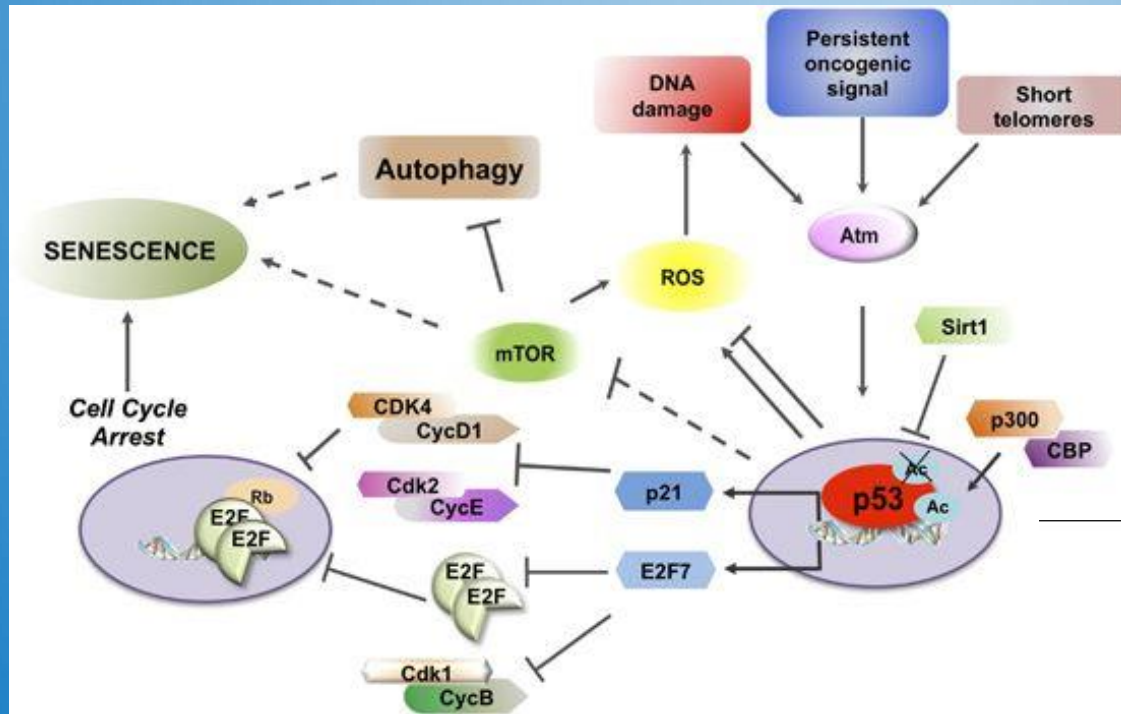 Persistent
oncogenic
signal
DNA
damage
Short
telomeres
Autophagy
SENESCENCE
Atm
ROS
Sirt1
mTOR
Cell Cycle
Arrest
CDK4
CycD1
p300
CBP
Ac
p53
Ac
Cdk2
CycE
p21
Rb
E2F
E2F
E2F
E2F
E2F7
Cdk1
CycB